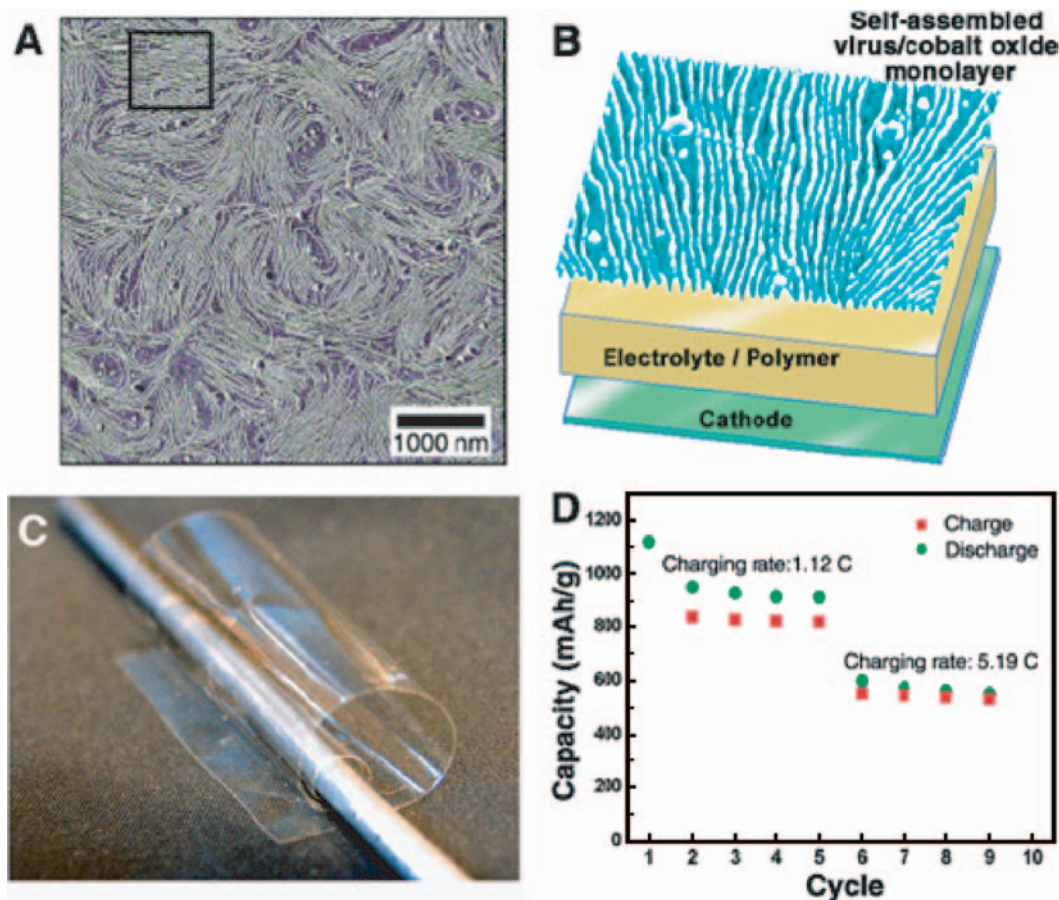 A
1000 nm
B
Self-assembled
virus/cobalt oxide
monolayer
Electrolyte / Polymer
Cathode
C
D
Capacity (mAh/g)
1200
1000
800
600
400
200
0
Charge
Discharge
Charging rate:1.12 C
Charging rate: 5.19 C
1 2 3 4 5 6 7 8 9 10
Cycle